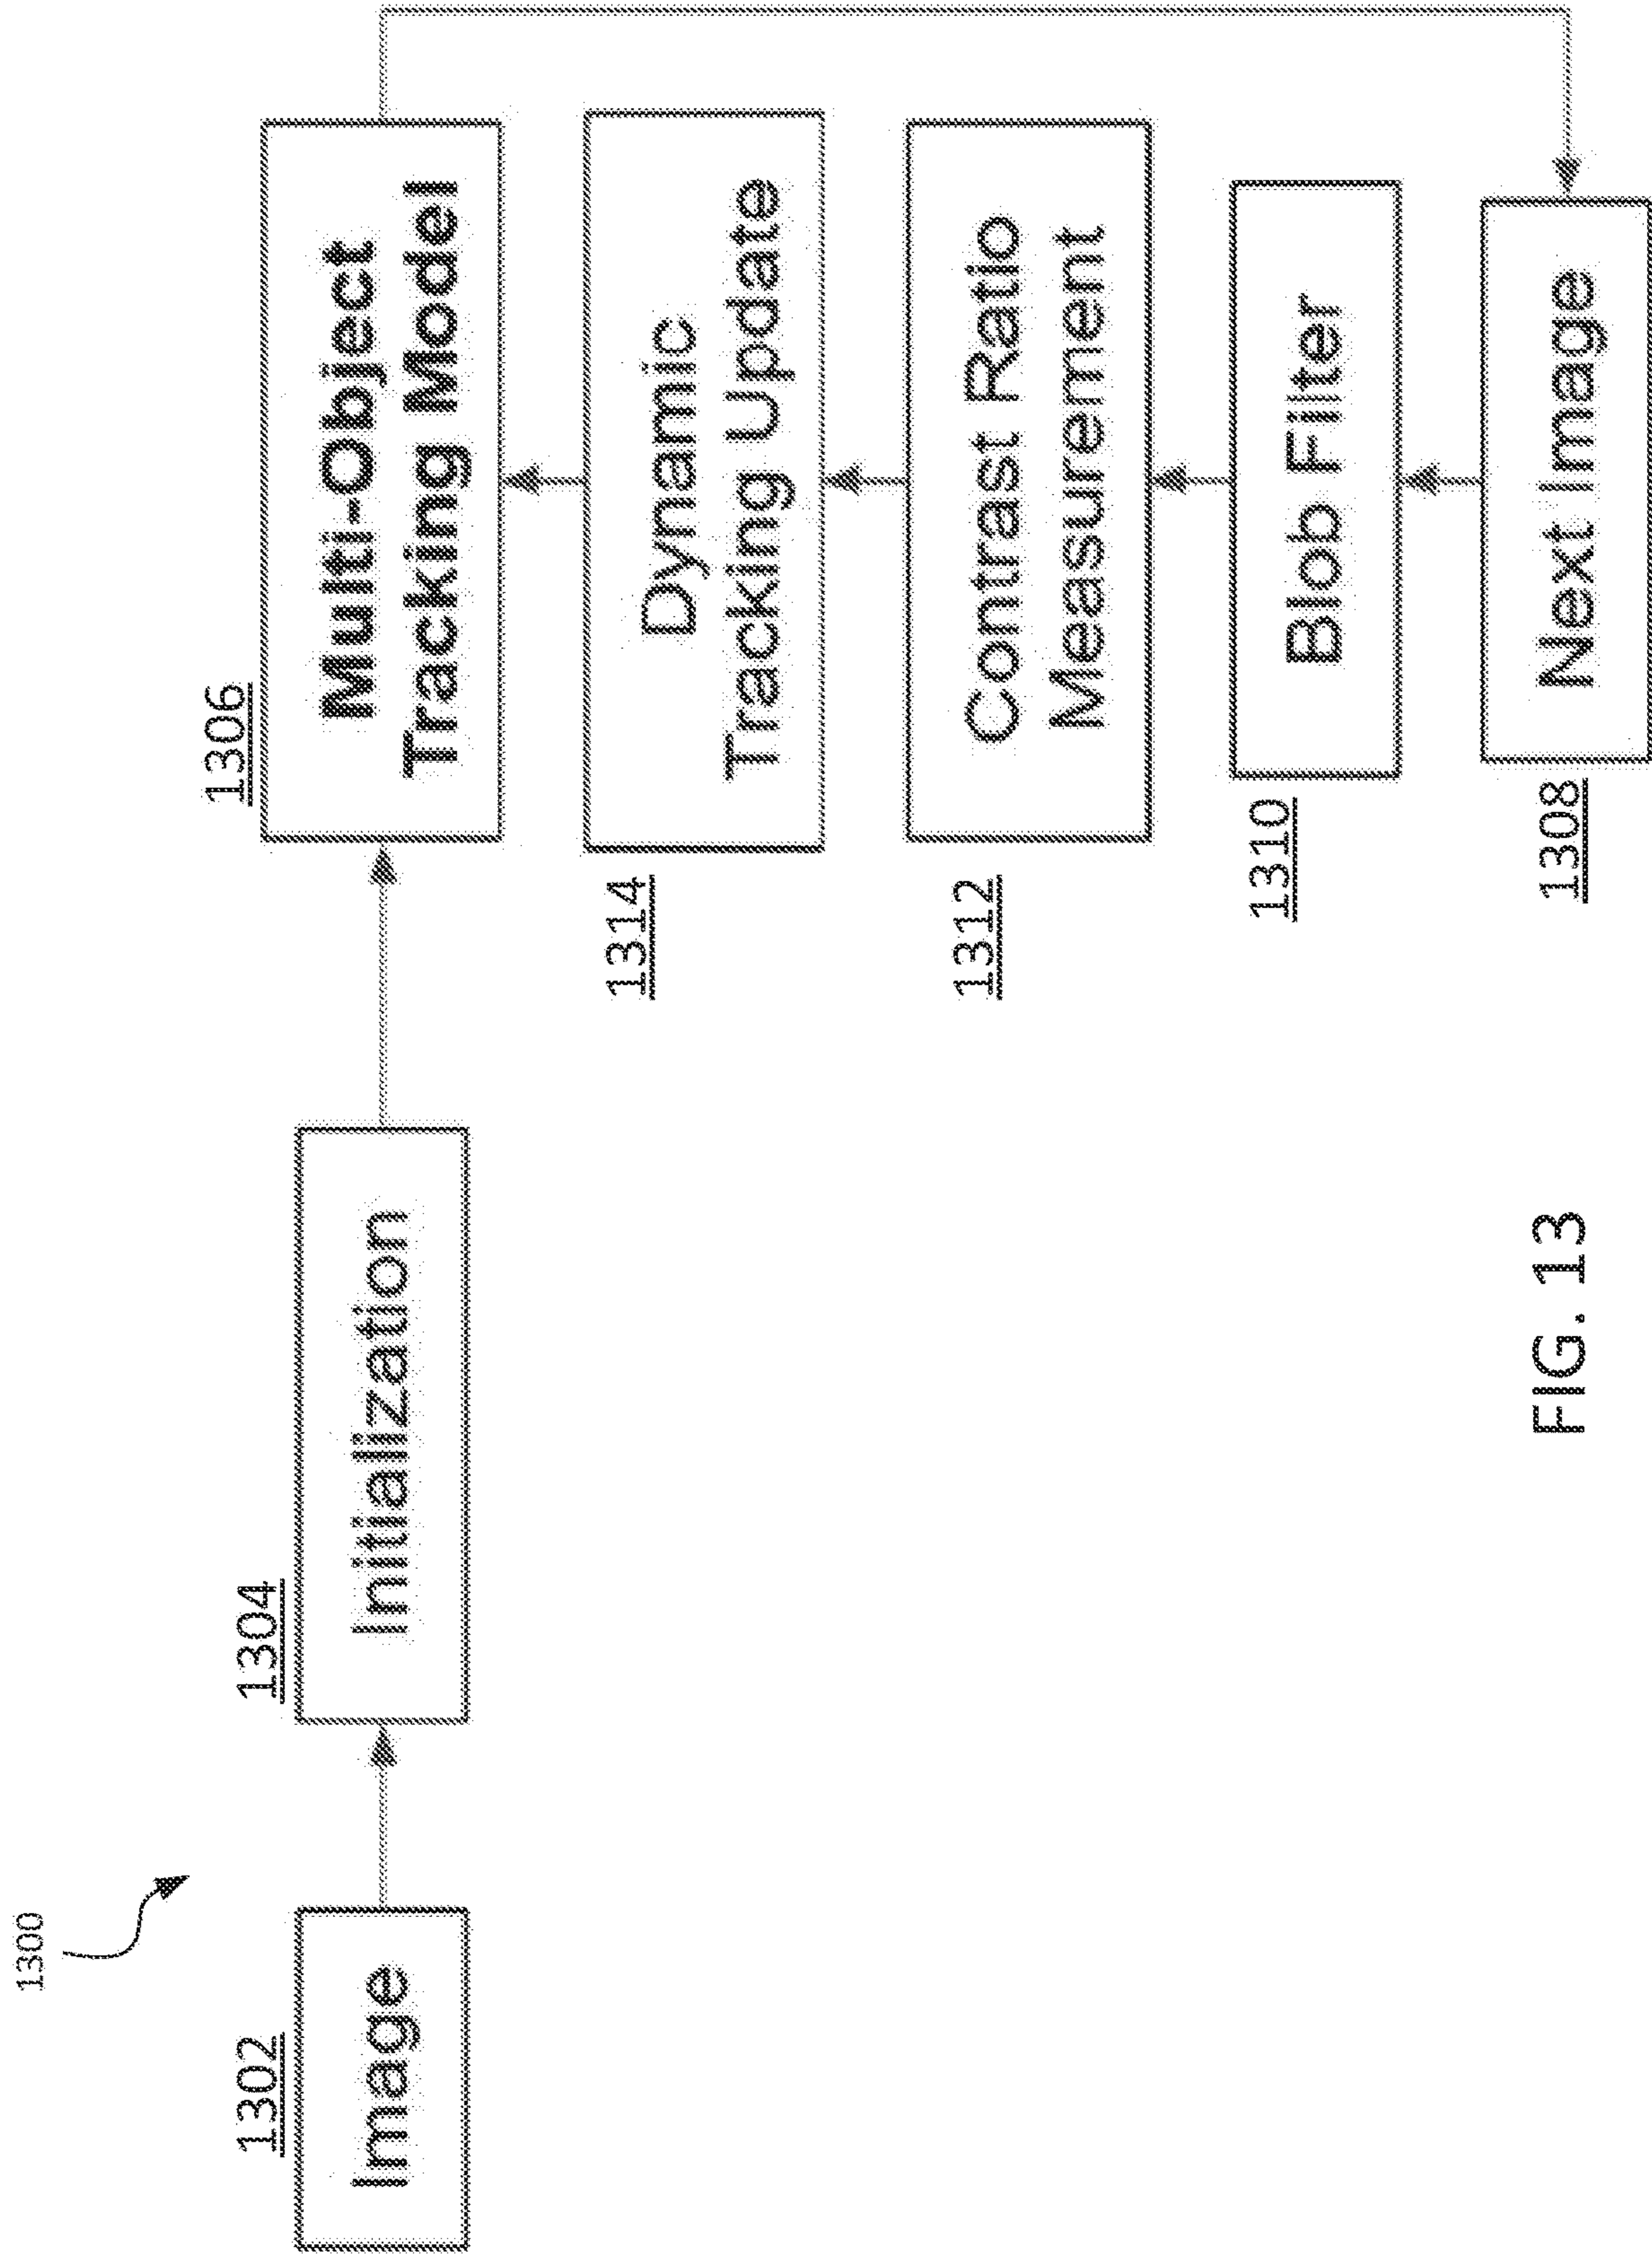 1300
1302
Image
1304
Initialization
1306
Multi-Object
Tracking Model
1314
Dynamic
Tracking Update
1312
Contrast Ratio
Measurement
1310
Blob Filter
1308
Next Image
FIG. 13